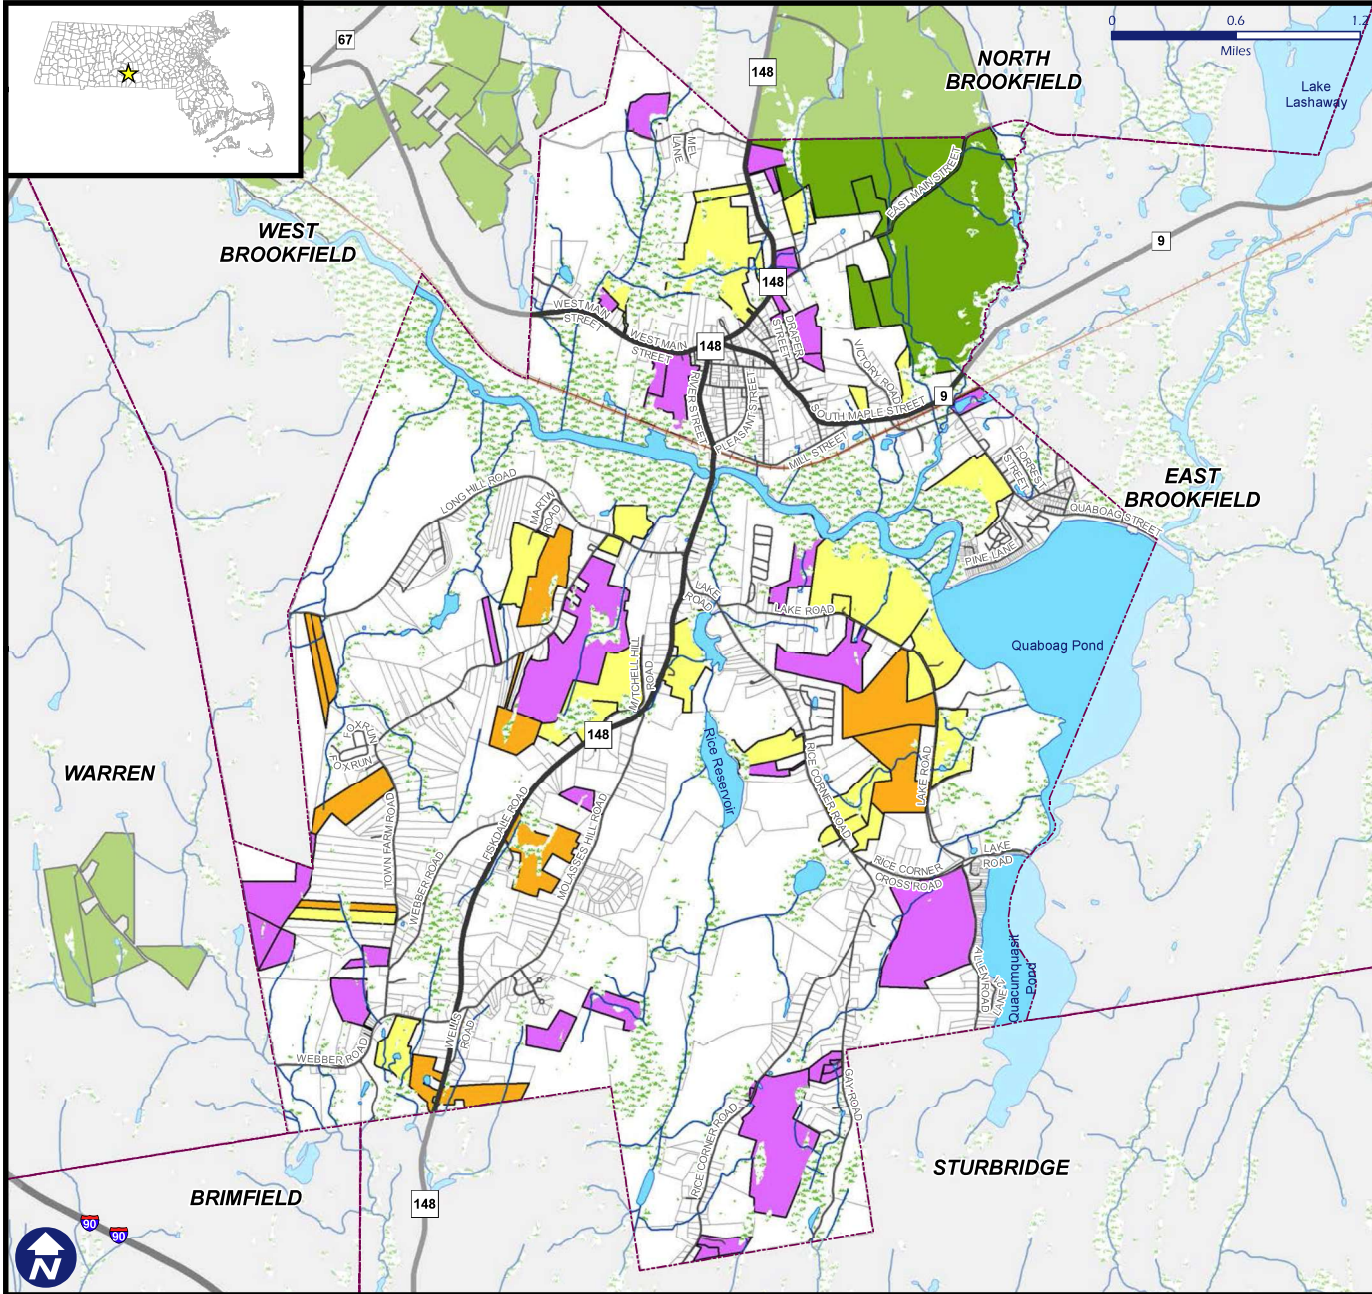 0 0.6 1.2
Miles
67
148
NORTH
BROOKFIELD
Lake
Lashaway
MEL
LANE
EAST MAIN STREET
WEST
BROOKFIELD
9
148
WEST MAIN
STREET
WEST MAIN
STREET
148
DRAPER
STREET
VICTORY ROAD
RIVER STREET
PLEASANT STREET
SOUTH MAPLE STREET
9
MILL STREET
FORREST
STREET
EAST
BROOKFIELD
QUABOAG STREET
PINE LANE
LONG HILL ROAD
MARTIN
ROAD
LAKE
ROAD
LAKE ROAD
Quaboag Pond
MITCHELL HILL
ROAD
FOX RUN
FOX RUN
148
Rice Reservoir
RICE CORNER ROAD
LAKE ROAD
WARREN
TOWN FARM ROAD
FISKDALE ROAD
MOLASSES HILL ROAD
WEBBER ROAD
LAKE
ROAD
RICE CORNER
CROSS ROAD
ALLEN ROAD
LANE
Quacumquasit
Pond
WELLS
ROAD
WEBBER ROAD
GAY ROAD
RICE CORNER ROAD
STURBRIDGE
BRIMFIELD
148
90
90
N